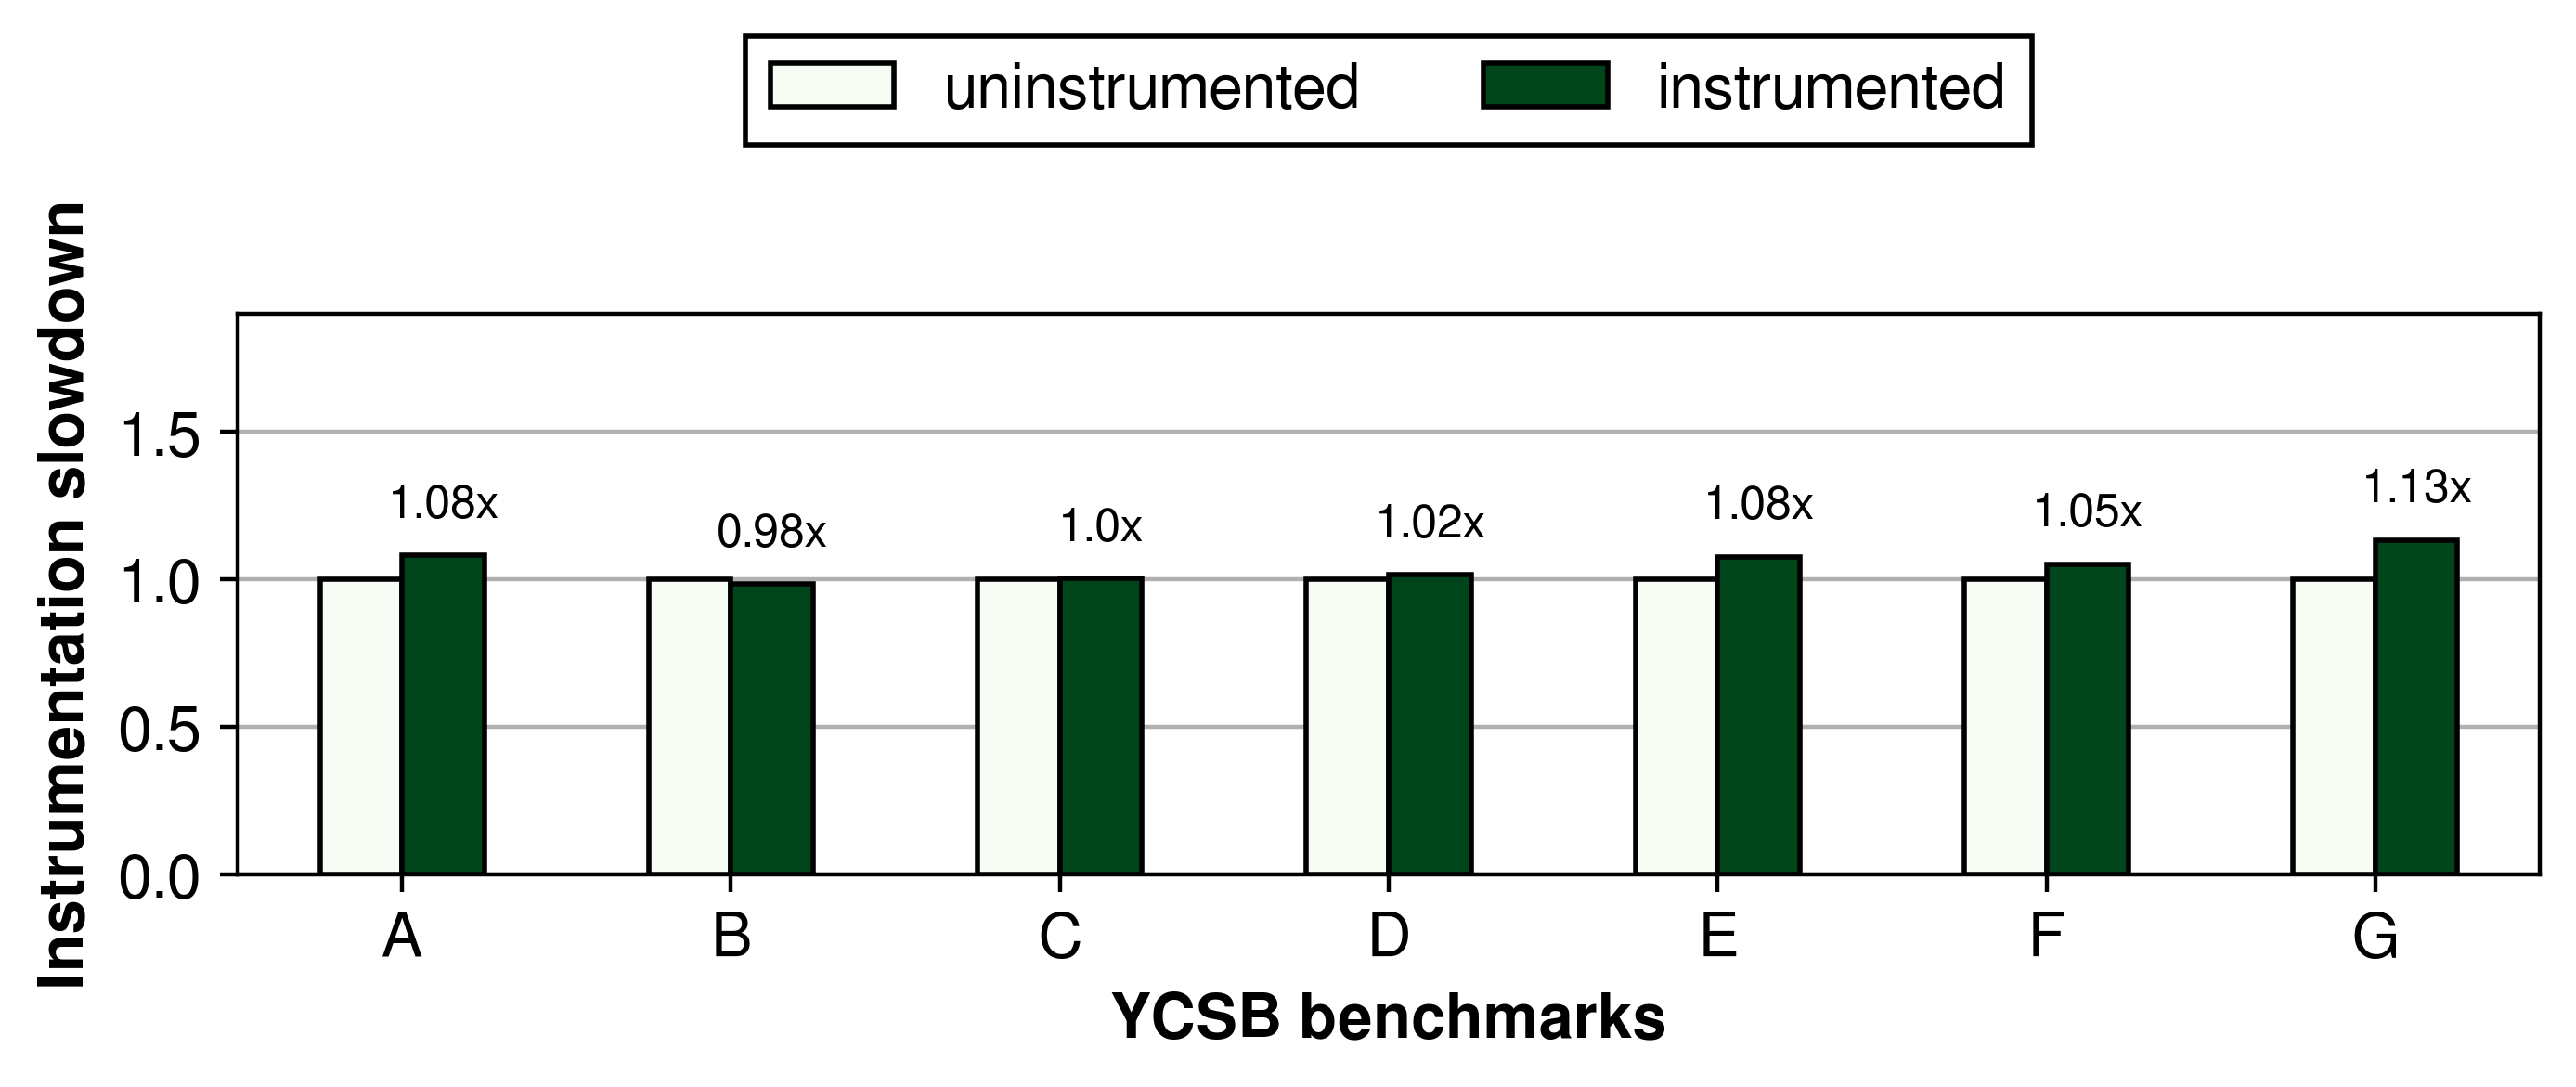 uninstrumented instrumented
Instrumentation slowdown
1.5
1.0
0.5
0.0
1.08x 0.98x 1.0x 1.02x 1.08x 1.05x 1.13x
A B C D E F G
YCSB benchmarks